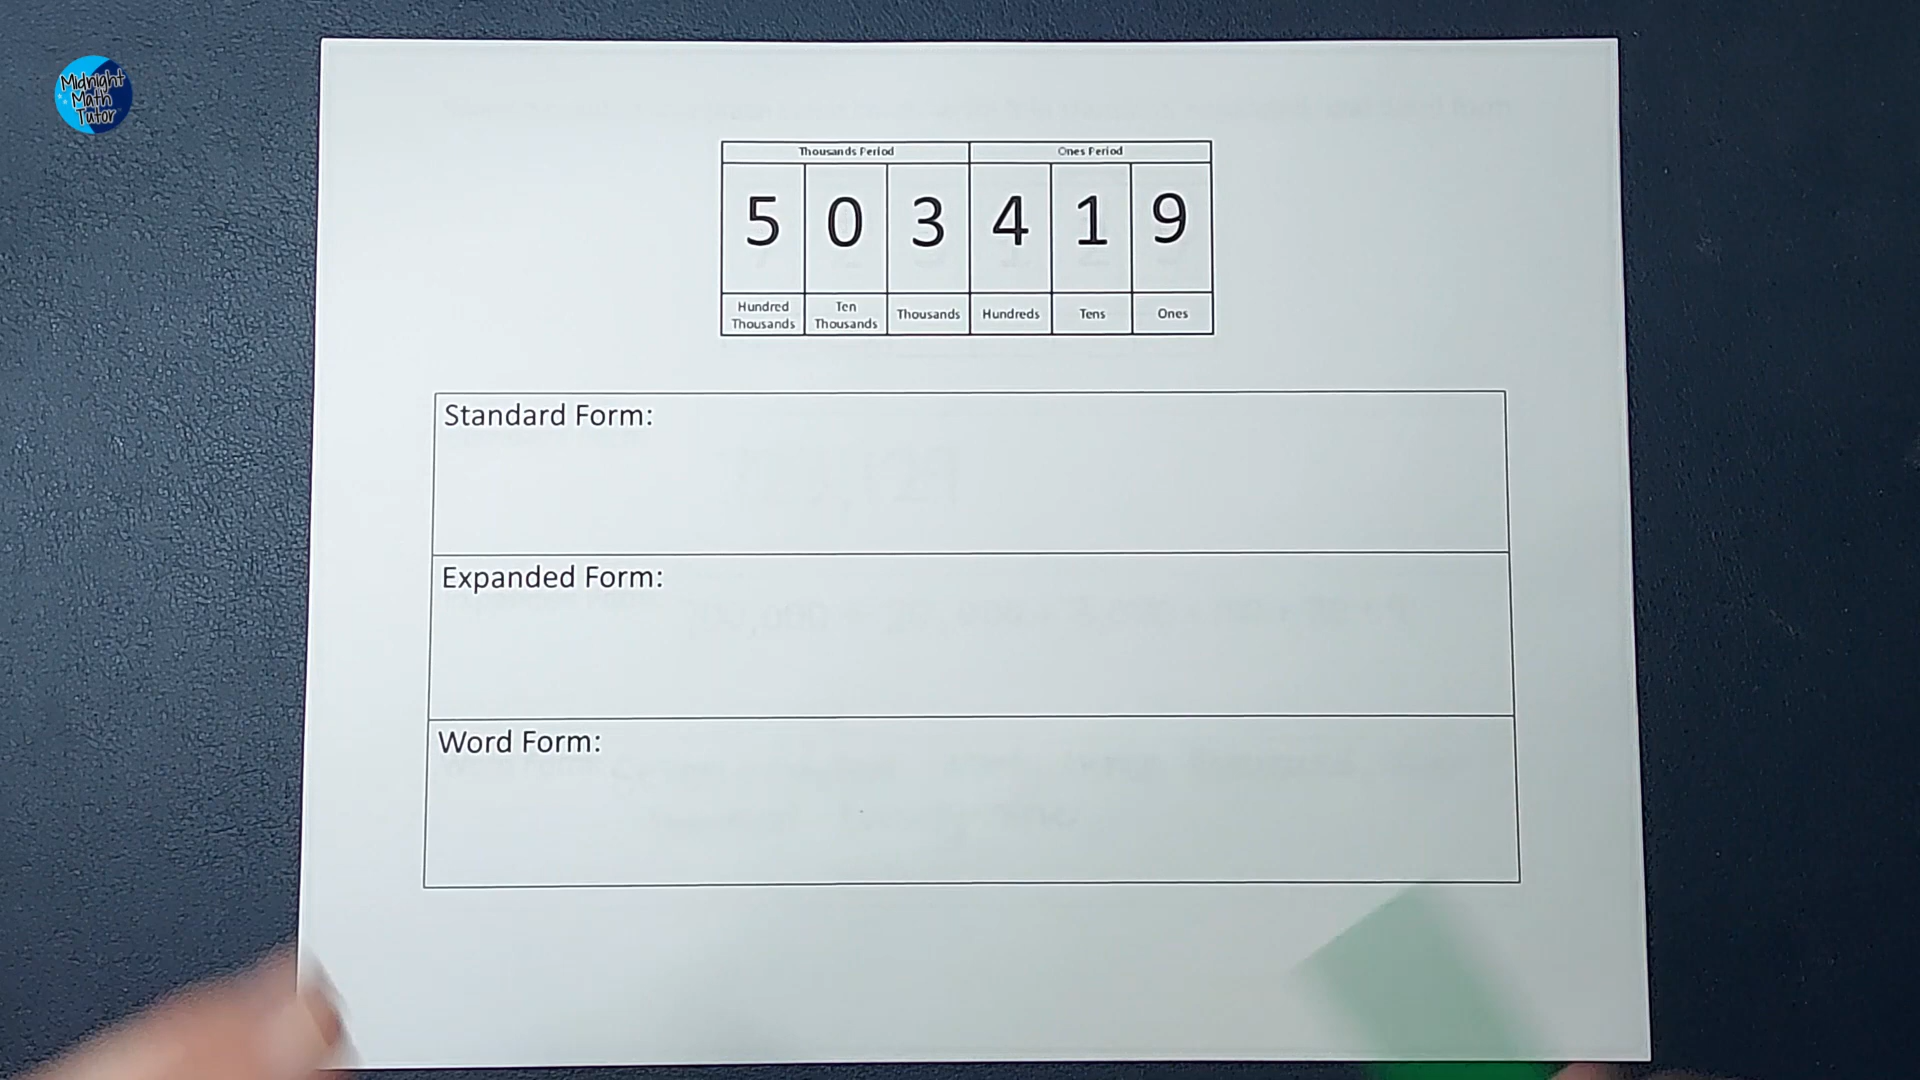 Midnight
Math
Tutor
Thousands Period Ones Period
5 0 3 4 1 9
Hundred Thousands Ten Thousands Thousands Hundreds Tens Ones
Standard Form:
Expanded Form:
Word Form: